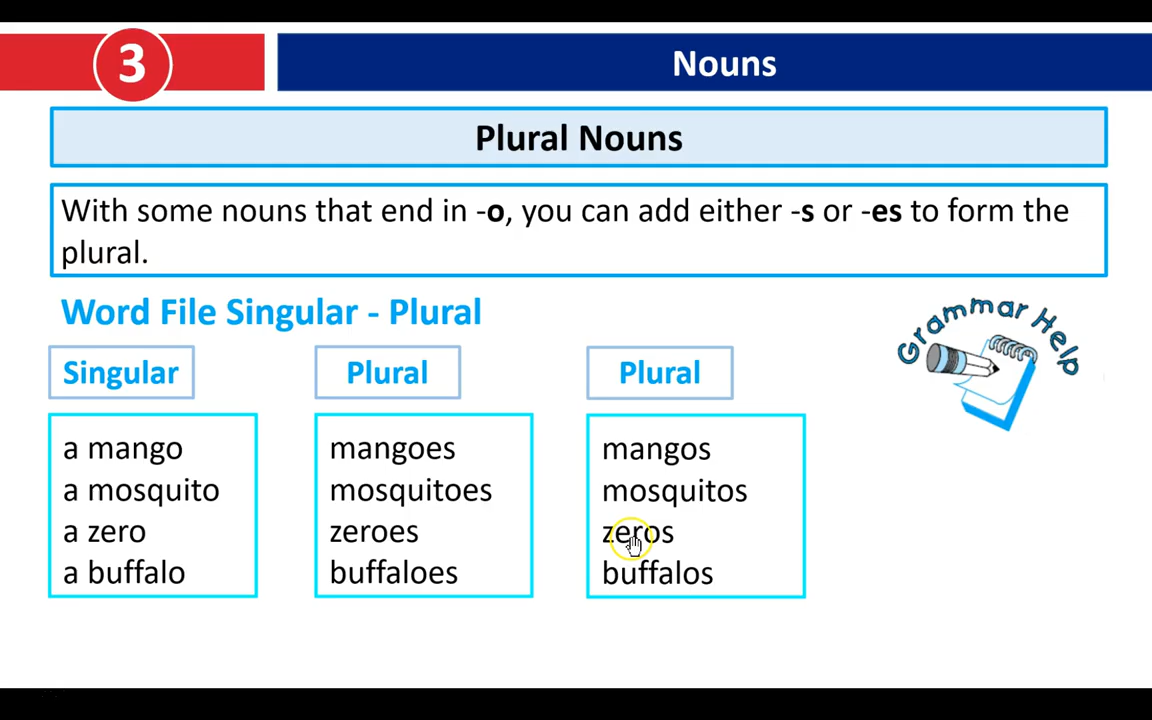 3
Nouns
Plural Nouns
With some nouns that end in -o, you can add either -s or -es to form the
plural.
Word File Singular - Plural
Grammar Help
Singular
Plural
Plural
a mango
a mosquito
a zero
a buffalo
mangoes
mosquitoes
zeroes
buffaloes
mangos
mosquitos
zeros
buffalos